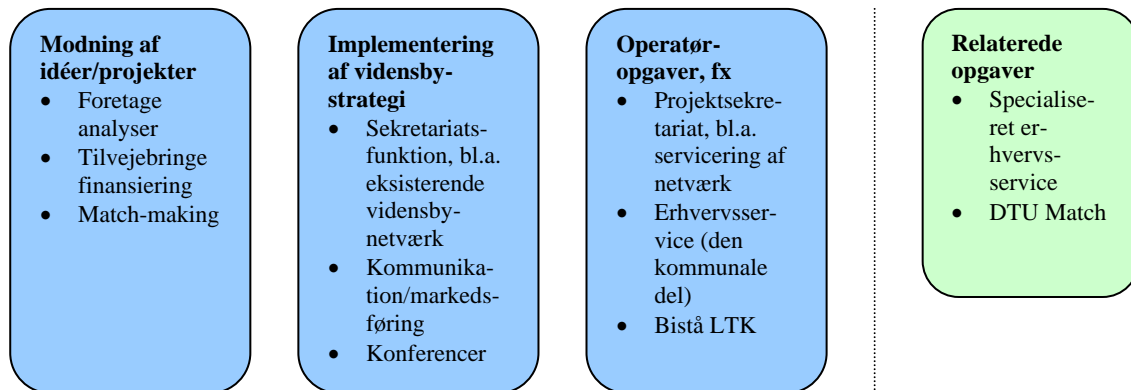 Modning af
idéer/projekter
• Foretage
analyser
• Tilvejebringe
finansiering
• Match-making
Implementering
af vidensby-
strategi
• Sekretariats-
funktion, bl.a.
eksisterende
vidensby-
netværk
• Kommunika-
tion/markeds-
føring
• Konferencer
Operatør-
opgaver, fx
• Projektsekre-
tariat, bl.a.
servicering af
netværk
• Erhvervsser-
vice (den
kommunale
del)
• Bistå LTK
Relaterede
opgaver
• Specialise-
ret er-
hvervs-
service
• DTU Match